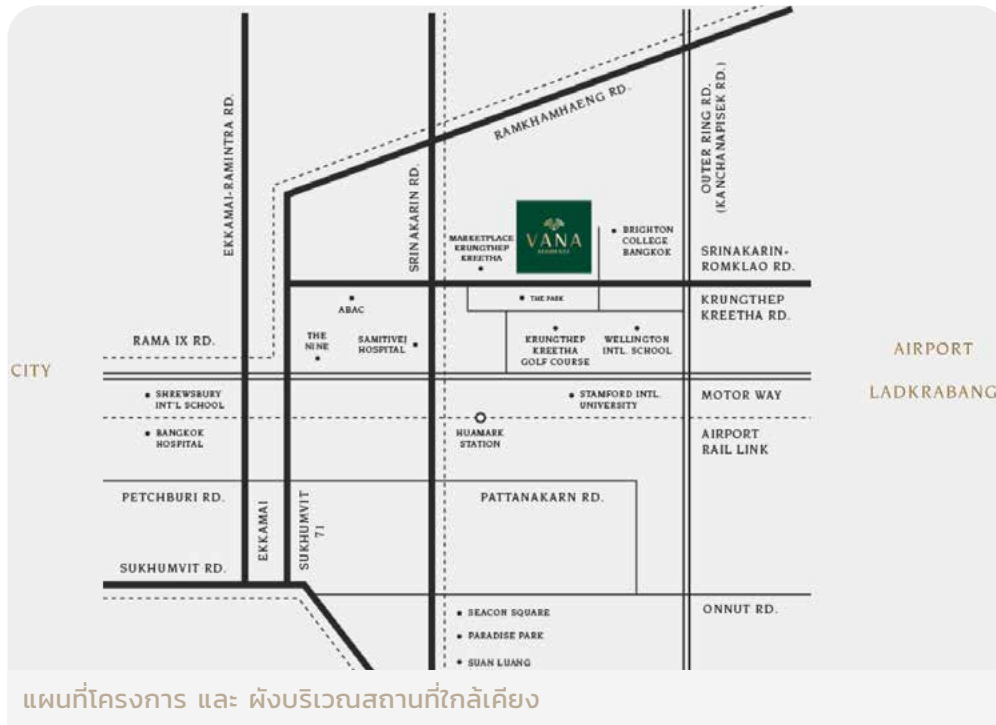 EKKAMAI-RAMINTRA RD.
SRINAKARIN RD.
RAMKHAMHAENG RD.
OUTER RING RD.
(KANCHANAPISEK RD.)
MARKETPLACE
KRUNGTHEP
KREETHA
VANA
BRIGHTON
COLLEGE
BANGKOK
SRINAKARIN-
ROMKLAO RD.
ABAC
THE PARK
KRUNGTHEP
KREETHA RD.
RAMA IX RD.
THE
NINE
SAMITIVEJ
HOSPITAL
KRUNGTHEP
KREETHA
GOLF COURSE
WELLINGTON
INTL. SCHOOL
CITY
AIRPORT
LADKRABANG
SHREWSBURY
INT'L SCHOOL
STAMFORD INTL.
UNIVERSITY
MOTOR WAY
BANGKOK
HOSPITAL
HUAMARK
STATION
AIRPORT
RAIL LINK
PETCHBURI RD.
EKKAMAI
SUKHUMVIT
71
PATTANAKARN RD.
SUKHUMVIT RD.
ONNUT RD.
SEACON SQUARE
PARADISE PARK
SUAN LUANG
แผนที่โครงการ และ ผังบริเวณสถานที่ใกล้เคียง